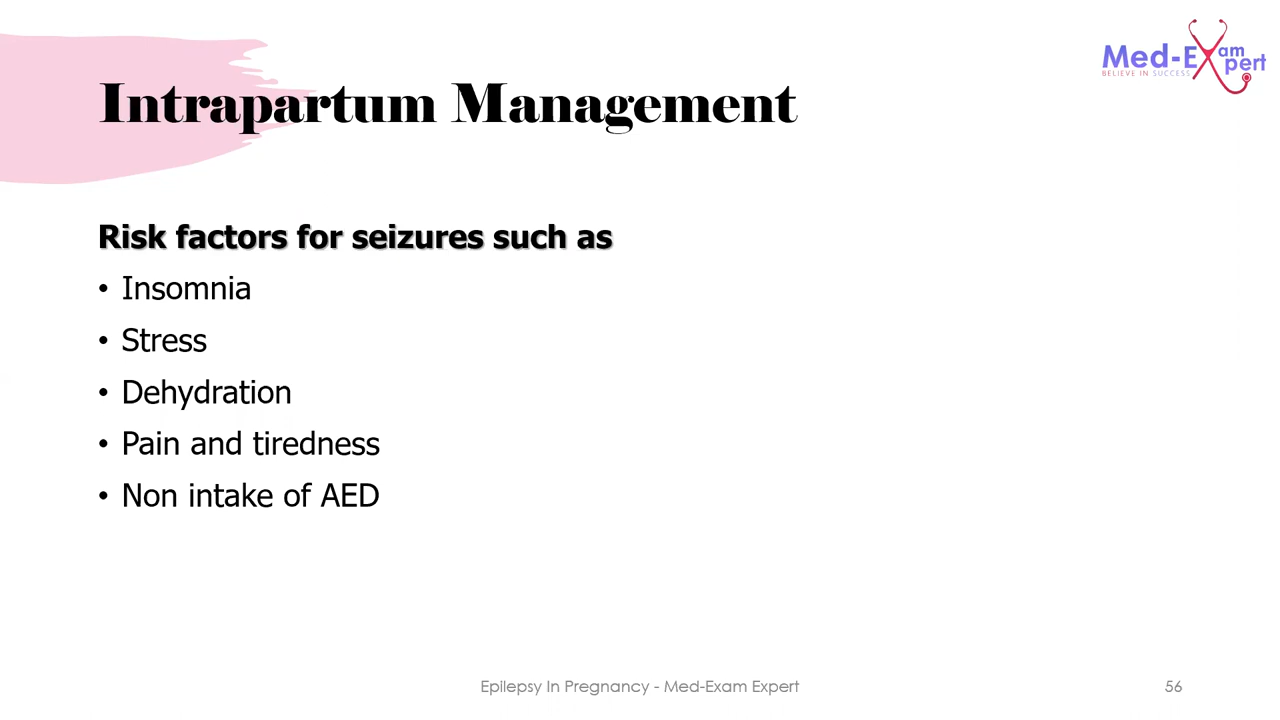 Med-Exam Expert
BELIEVE IN SUCCESS
Intrapartum Management
Risk factors for seizures such as
• Insomnia
• Stress
• Dehydration
• Pain and tiredness
• Non intake of AED
Epilepsy In Pregnancy - Med-Exam Expert
56